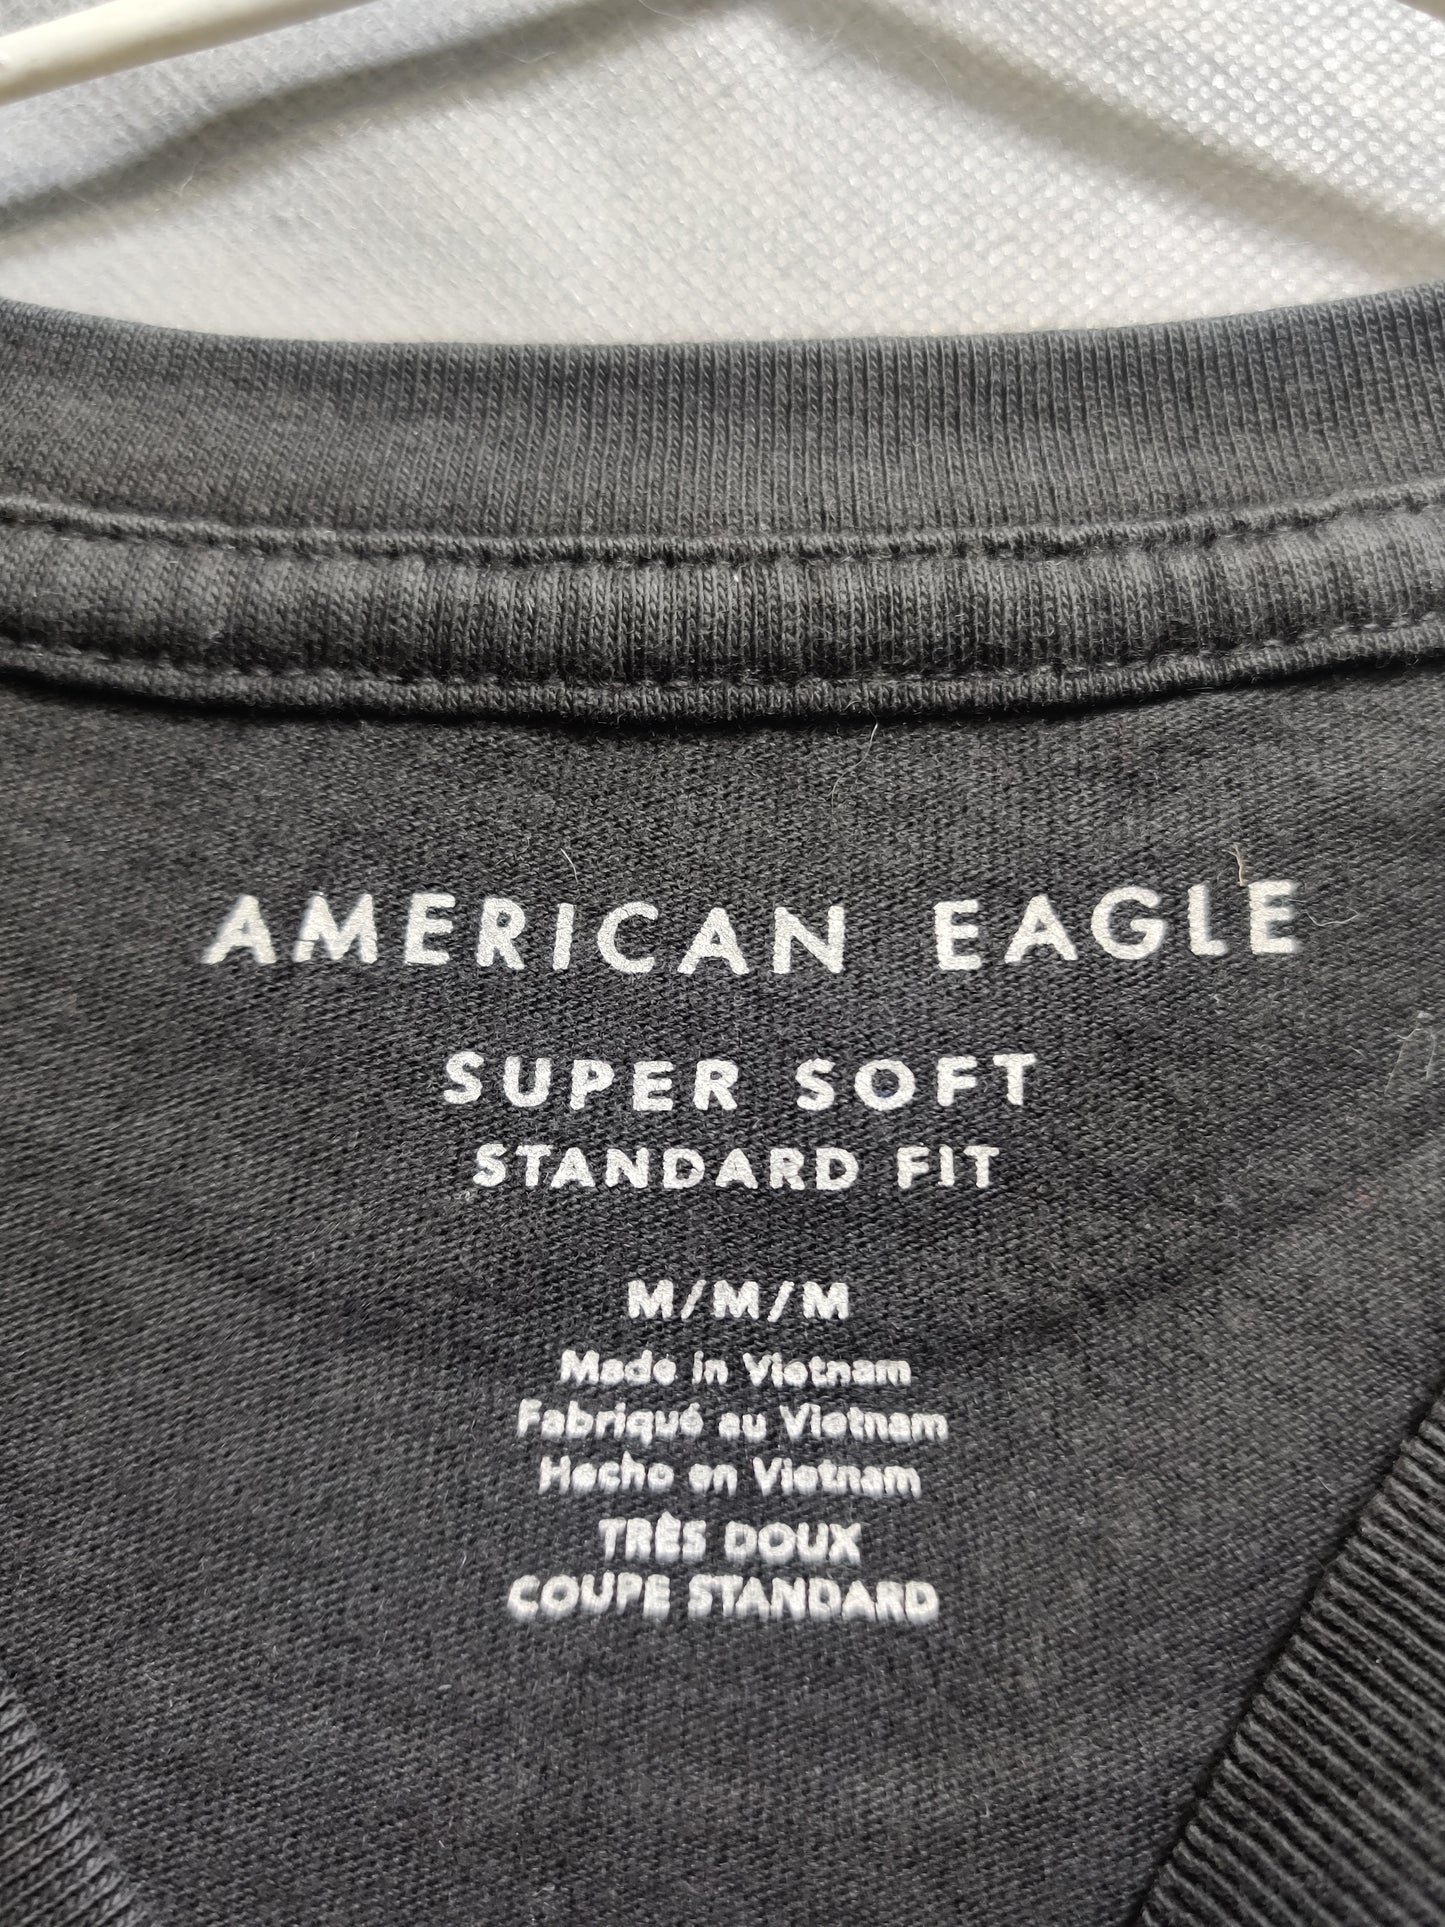 AMERICAN EAGLE
SUPER SOFT
STANDARD FIT
M/M/M
Made in Vietnam
Fabriqué au Vietnam
Hecho en Vietnam
TRÈS DOUX
COUPE STANDARD